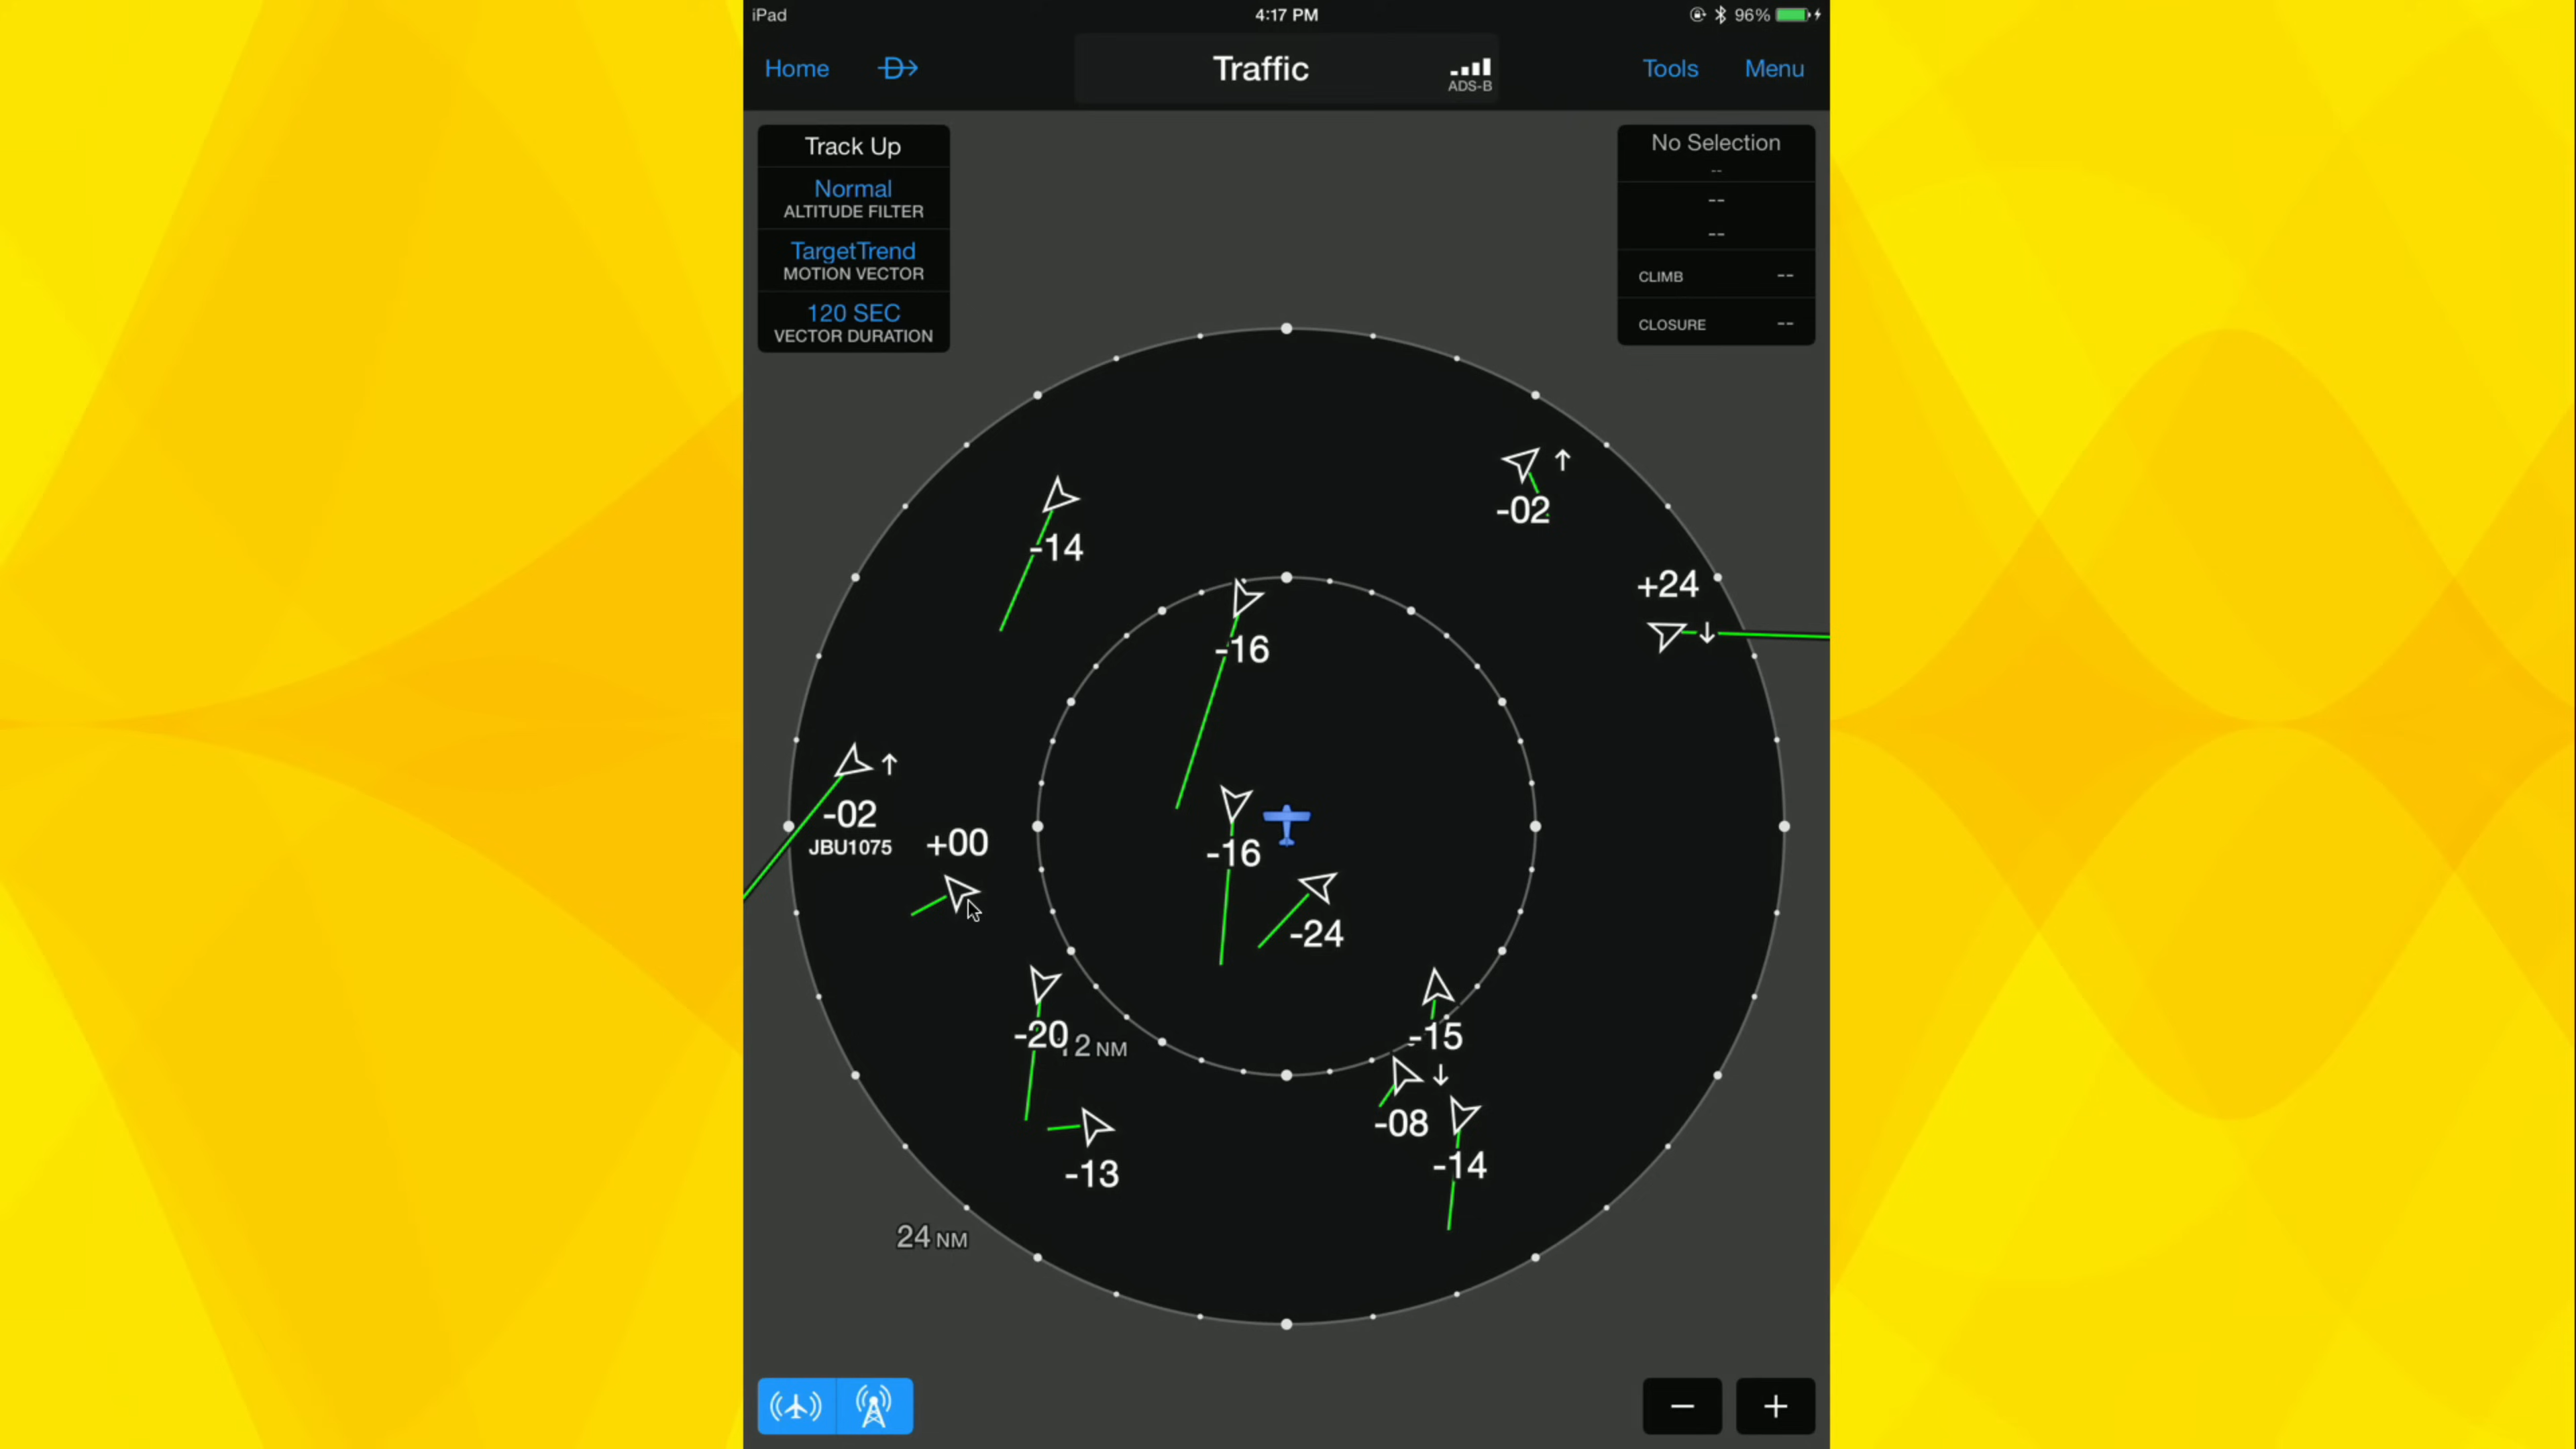 iPad
4:17 PM
96%
Home
Traffic
ADS-B
Tools
Menu
Track Up
Normal
ALTITUDE FILTER
TargetTrend
MOTION VECTOR
120 SEC
VECTOR DURATION
No Selection
--
--
--
CLIMB --
CLOSURE --
-02
-14
+24
-16
-02
JBU1075
+00
-16
-24
-20
2 NM
-15
-08
-14
-13
24 NM